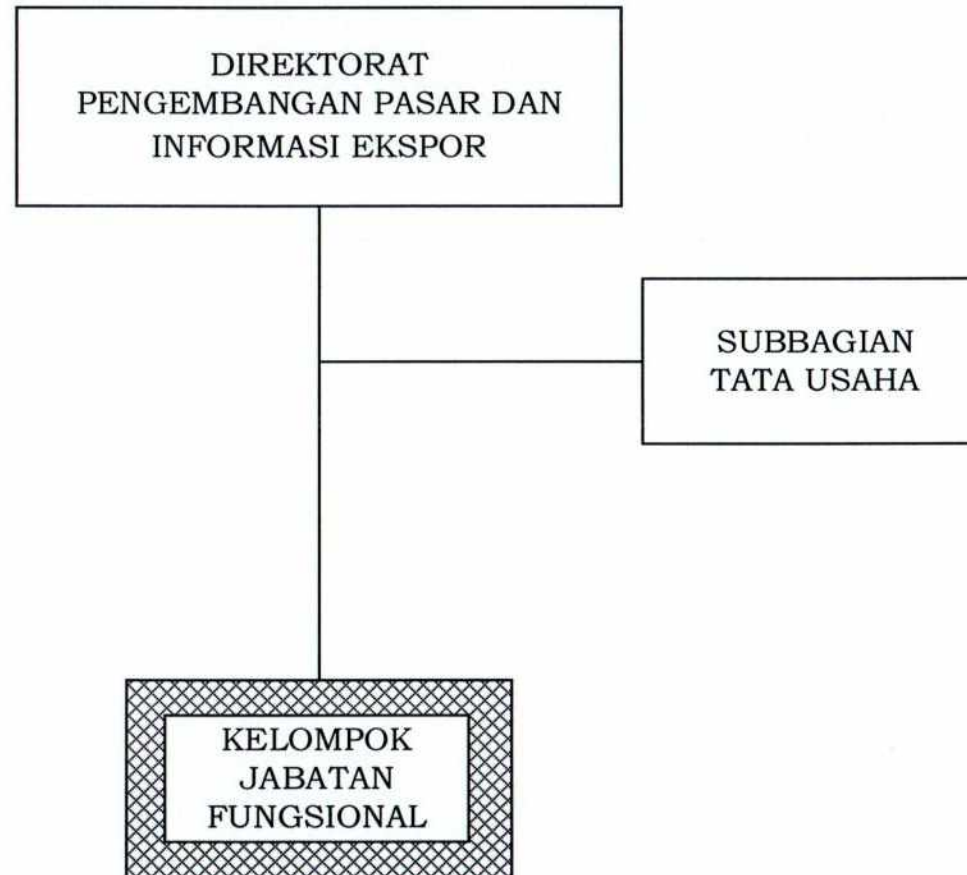 DIREKTORAT
PENGEMBANGAN PASAR DAN
INFORMASI EKSPOR
SUBBAGIAN
TATA USAHA
KELOMPOK
JABATAN
FUNGSIONAL